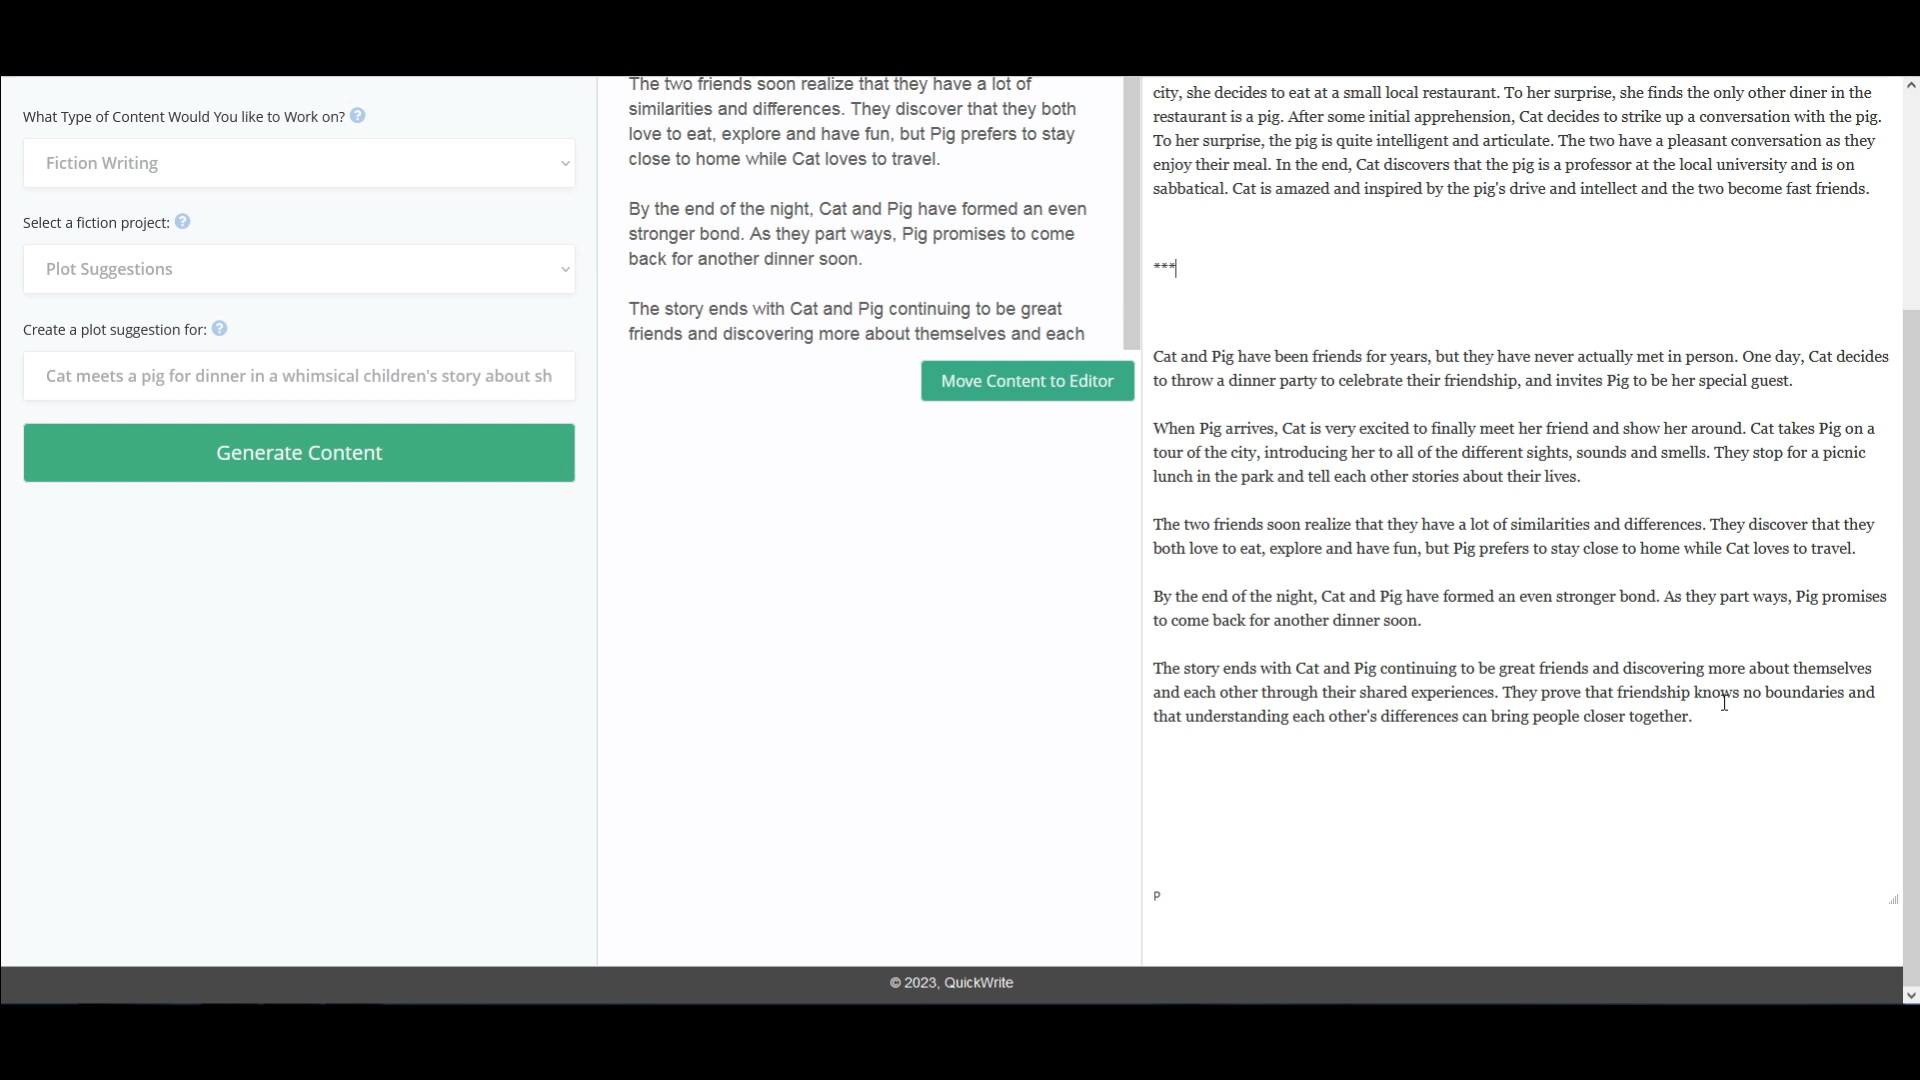 What Type of Content Would You like to Work on? ?
Fiction Writing
Select a fiction project: ?
Plot Suggestions
Create a plot suggestion for: ?
Cat meets a pig for dinner in a whimsical children's story about sh
Generate Content
The two friends soon realize that they have a lot of
similarities and differences. They discover that they both
love to eat, explore and have fun, but Pig prefers to stay
close to home while Cat loves to travel.
By the end of the night, Cat and Pig have formed an even
stronger bond. As they part ways, Pig promises to come
back for another dinner soon.
The story ends with Cat and Pig continuing to be great
friends and discovering more about themselves and each
Move Content to Editor
city, she decides to eat at a small local restaurant. To her surprise, she finds the only other diner in the
restaurant is a pig. After some initial apprehension, Cat decides to strike up a conversation with the pig.
To her surprise, the pig is quite intelligent and articulate. The two have a pleasant conversation as they
enjoy their meal. In the end, Cat discovers that the pig is a professor at the local university and is on
sabbatical. Cat is amazed and inspired by the pig's drive and intellect and the two become fast friends.
***
Cat and Pig have been friends for years, but they have never actually met in person. One day, Cat decides
to throw a dinner party to celebrate their friendship, and invites Pig to be her special guest.
When Pig arrives, Cat is very excited to finally meet her friend and show her around. Cat takes Pig on a
tour of the city, introducing her to all of the different sights, sounds and smells. They stop for a picnic
lunch in the park and tell each other stories about their lives.
The two friends soon realize that they have a lot of similarities and differences. They discover that they
both love to eat, explore and have fun, but Pig prefers to stay close to home while Cat loves to travel.
By the end of the night, Cat and Pig have formed an even stronger bond. As they part ways, Pig promises
to come back for another dinner soon.
The story ends with Cat and Pig continuing to be great friends and discovering more about themselves
and each other through their shared experiences. They prove that friendship knows no boundaries and
that understanding each other's differences can bring people closer together.
P
© 2023, QuickWrite